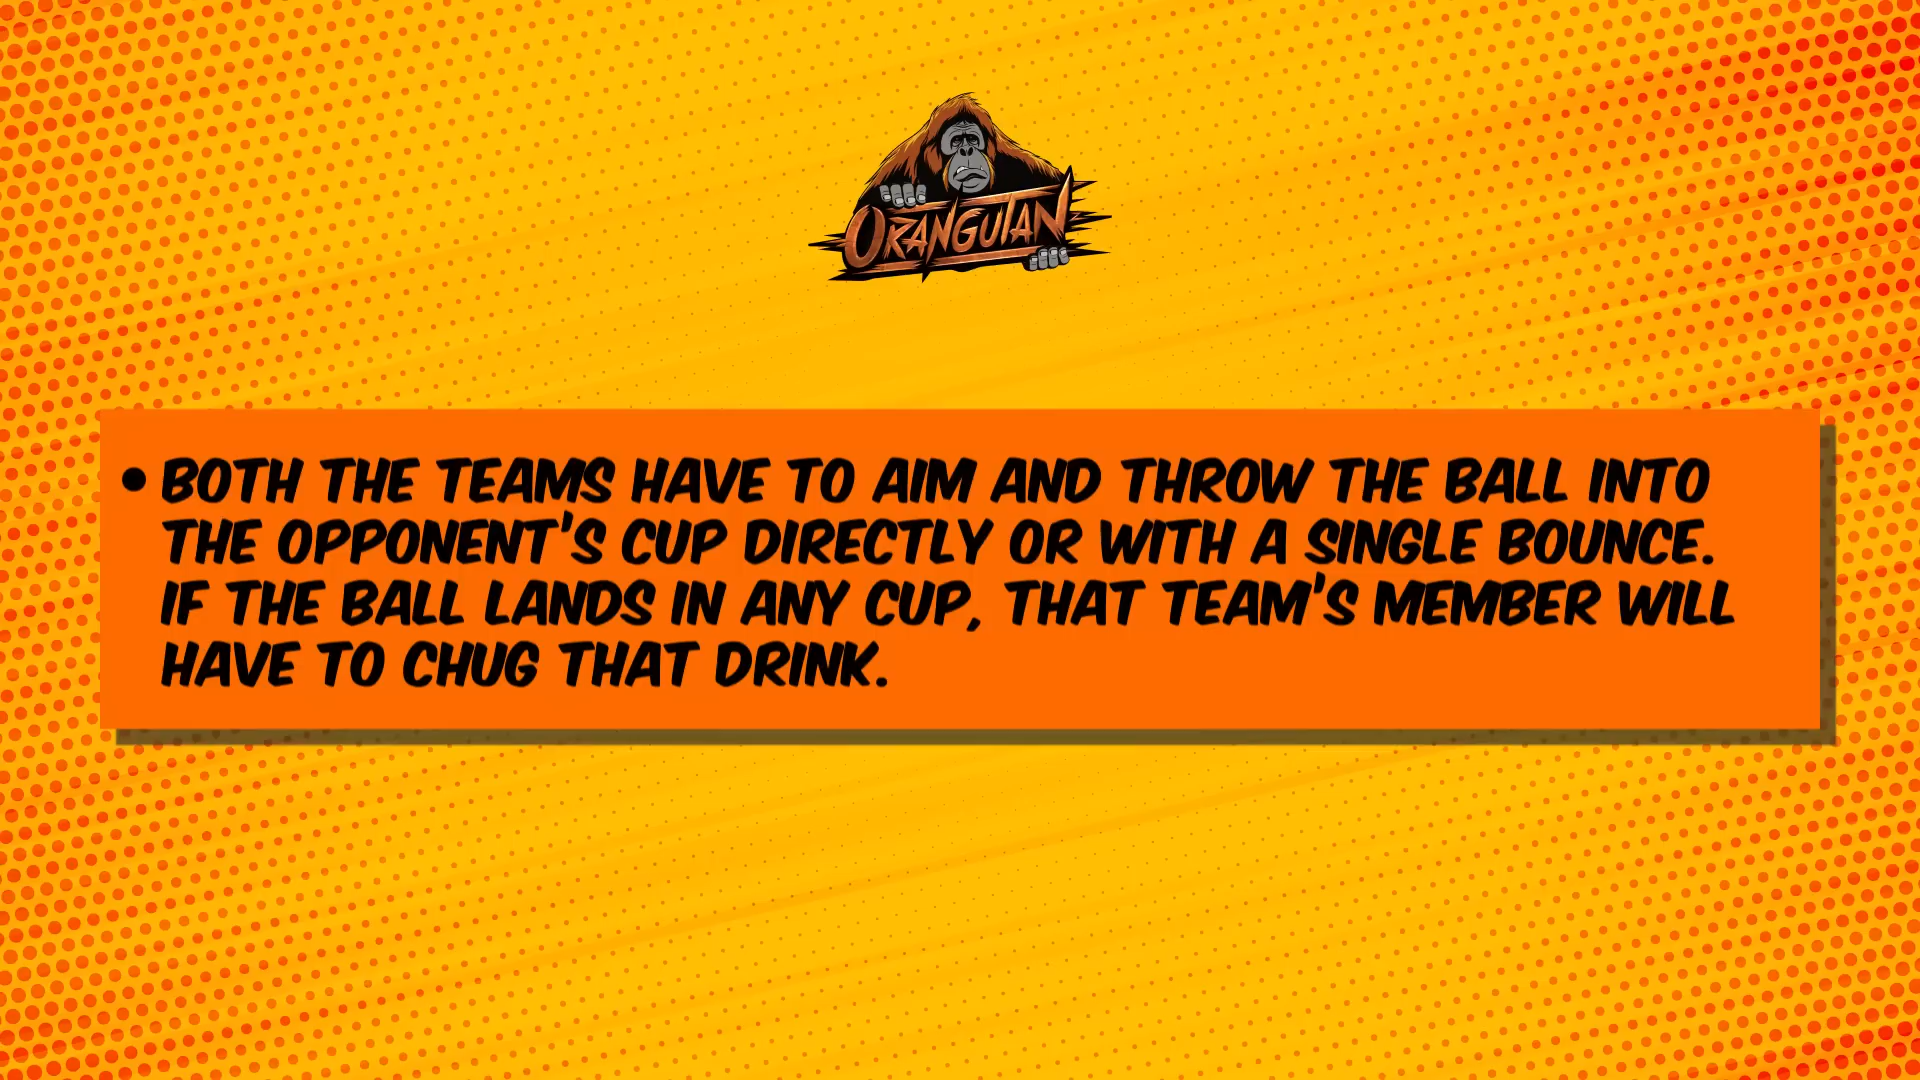 ORANGUTAN
• BOTH THE TEAMS HAVE TO AIM AND THROW THE BALL INTO
THE OPPONENT'S CUP DIRECTLY OR WITH A SINGLE BOUNCE.
IF THE BALL LANDS IN ANY CUP, THAT TEAM'S MEMBER WILL
HAVE TO CHUG THAT DRINK.